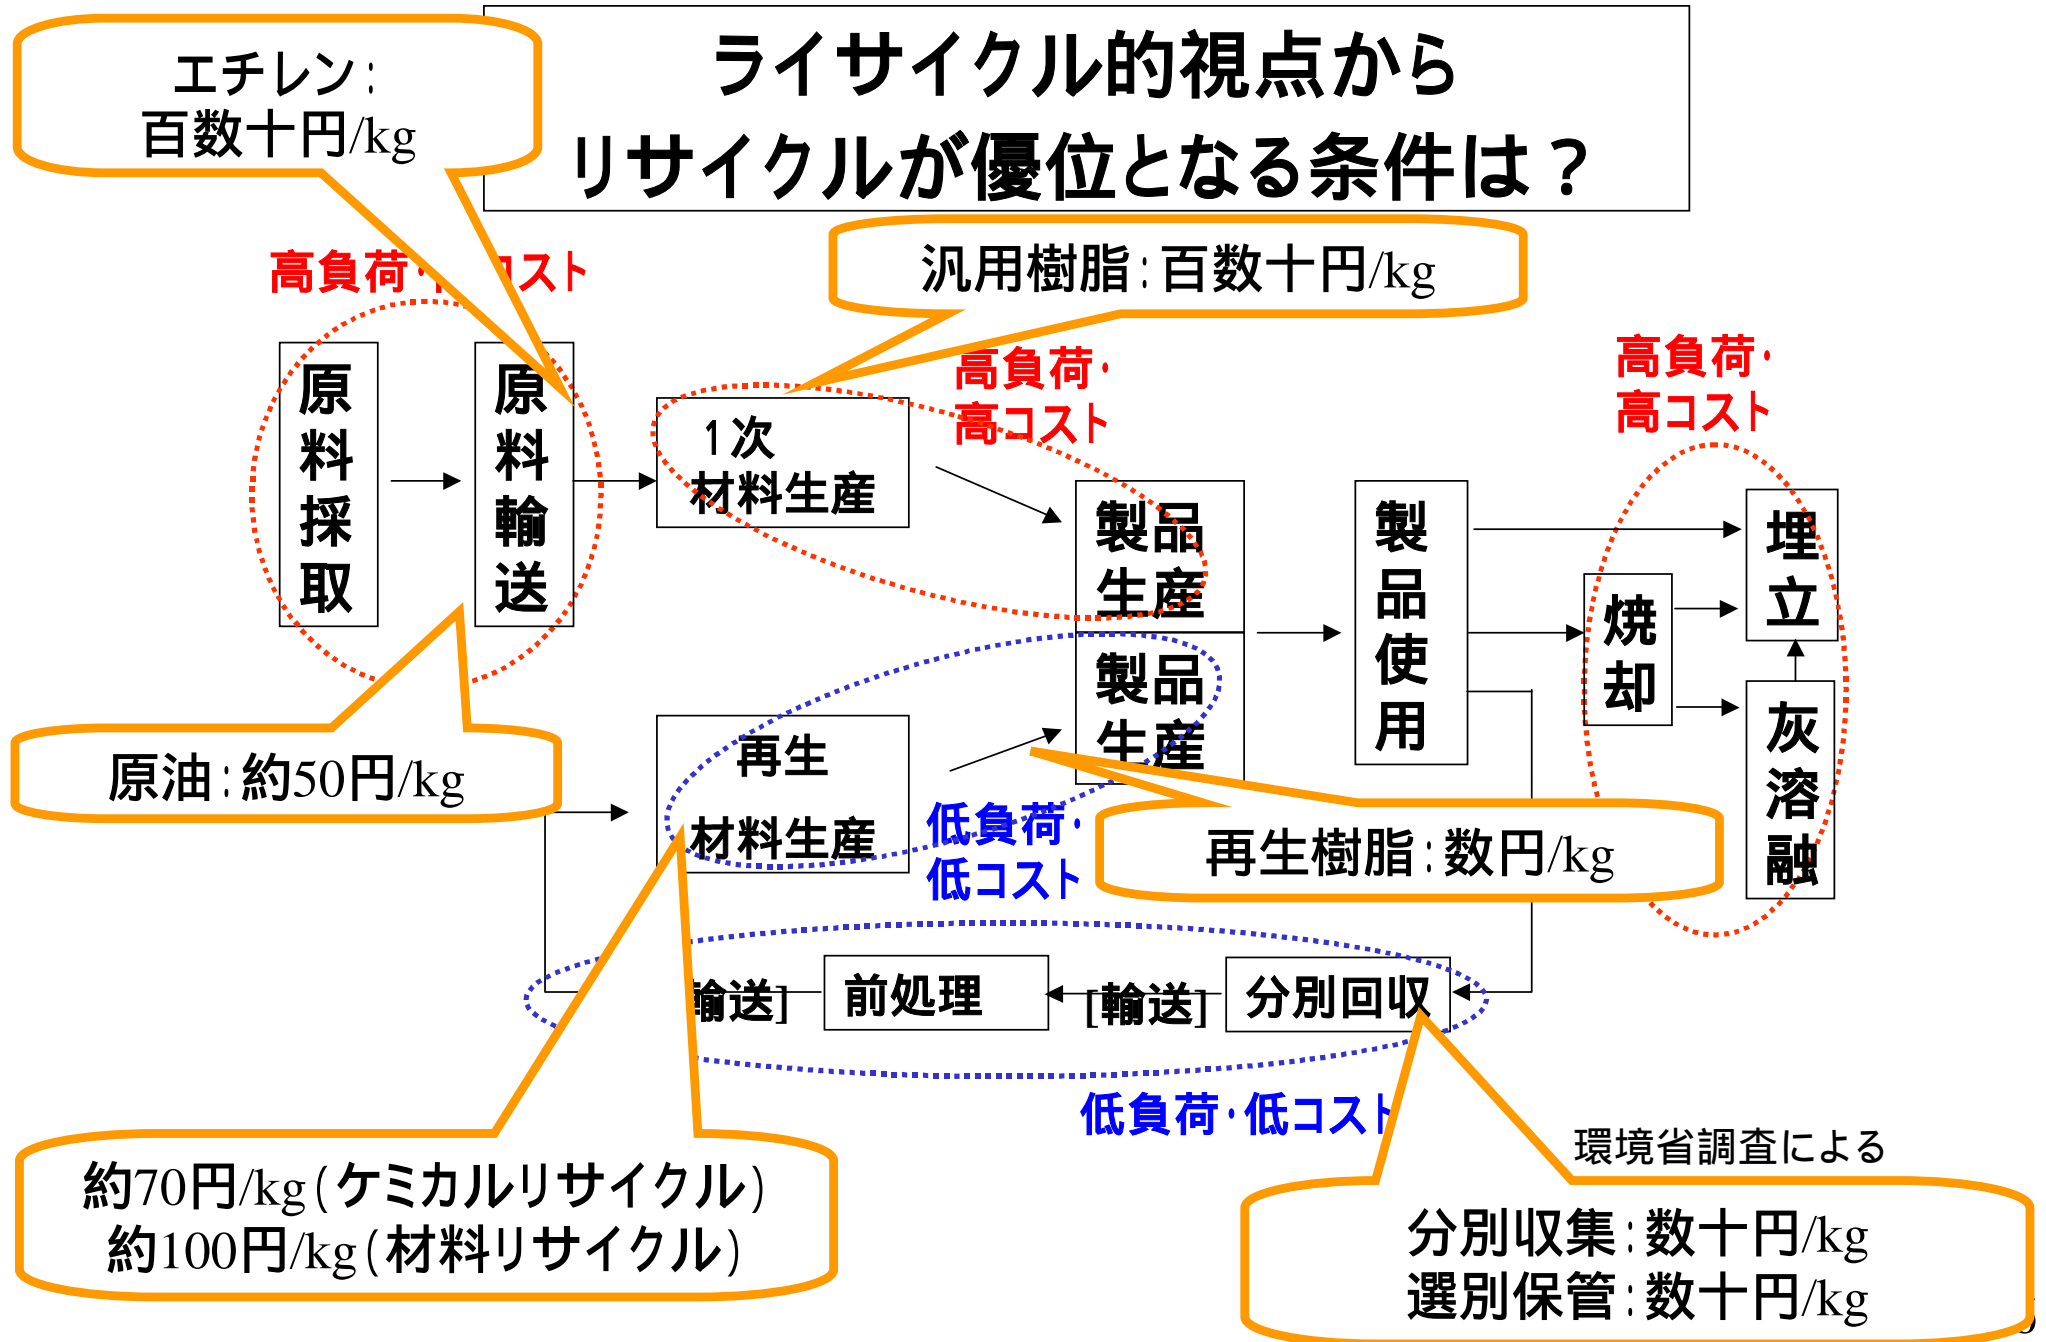 エチレン：
百数十円/kg
ライサイクル的視点から
リサイクルが優位となる条件は？
汎用樹脂：百数十円/kg
高負荷・
コスト
高負荷・
高コスト
高負荷・
高コスト
原料採取
原料輸送
1次
材料生産
製品
生産
製品
生産
製品使用
焼却
埋立
灰溶融
原油：約50円/kg
再生
材料生産
低負荷・
低コスト
再生樹脂：数円/kg
輸送]
前処理
[輸送]
分別回収
低負荷・低コスト
環境省調査による
約70円/kg(ケミカルリサイクル)
約100円/kg(材料リサイクル)
分別収集：数十円/kg
選別保管：数十円/kg